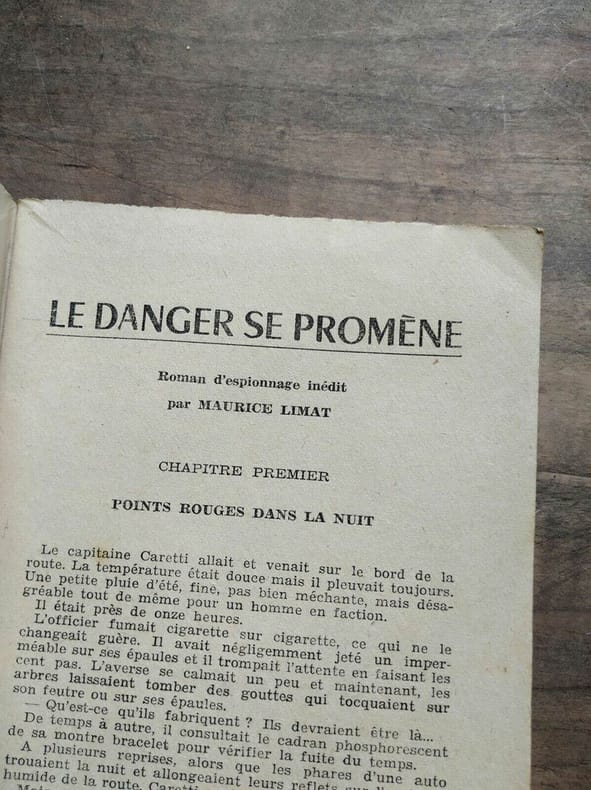 LE DANGER SE PROMÈNE
Roman d'espionnage inédit
par MAURICE LIMAT
CHAPITRE PREMIER
POINTS ROUGES DANS LA NUIT
Le capitaine Caretti allait et venait sur le bord de la
route. La température était douce mais il pleuvait toujours.
Une petite pluie d'été, fine, pas bien méchante, mais désa-
gréable tout de même pour un homme en faction.
Il était près de onze heures.
L'officier fumait cigarette sur cigarette, ce qui ne le
changeait guère. Il avait négligemment jeté un imper-
méable sur ses épaules et il trompait l'attente en faisant les
cent pas. L'averse se calmait un peu et maintenant, les
arbres laissaient tomber des gouttes qui tocquaient sur
son feutre ou sur ses épaules.
— Qu'est-ce qu'ils fabriquent ? Ils devraient être là...
De temps à autre, il consultait le cadran phosphorescent
de sa montre bracelet pour vérifier la fuite du temps.
A plusieurs reprises, alors que les phares d'une auto
trouaient la nuit et allongeaient leurs reflets sur
humide de la route, Caretti